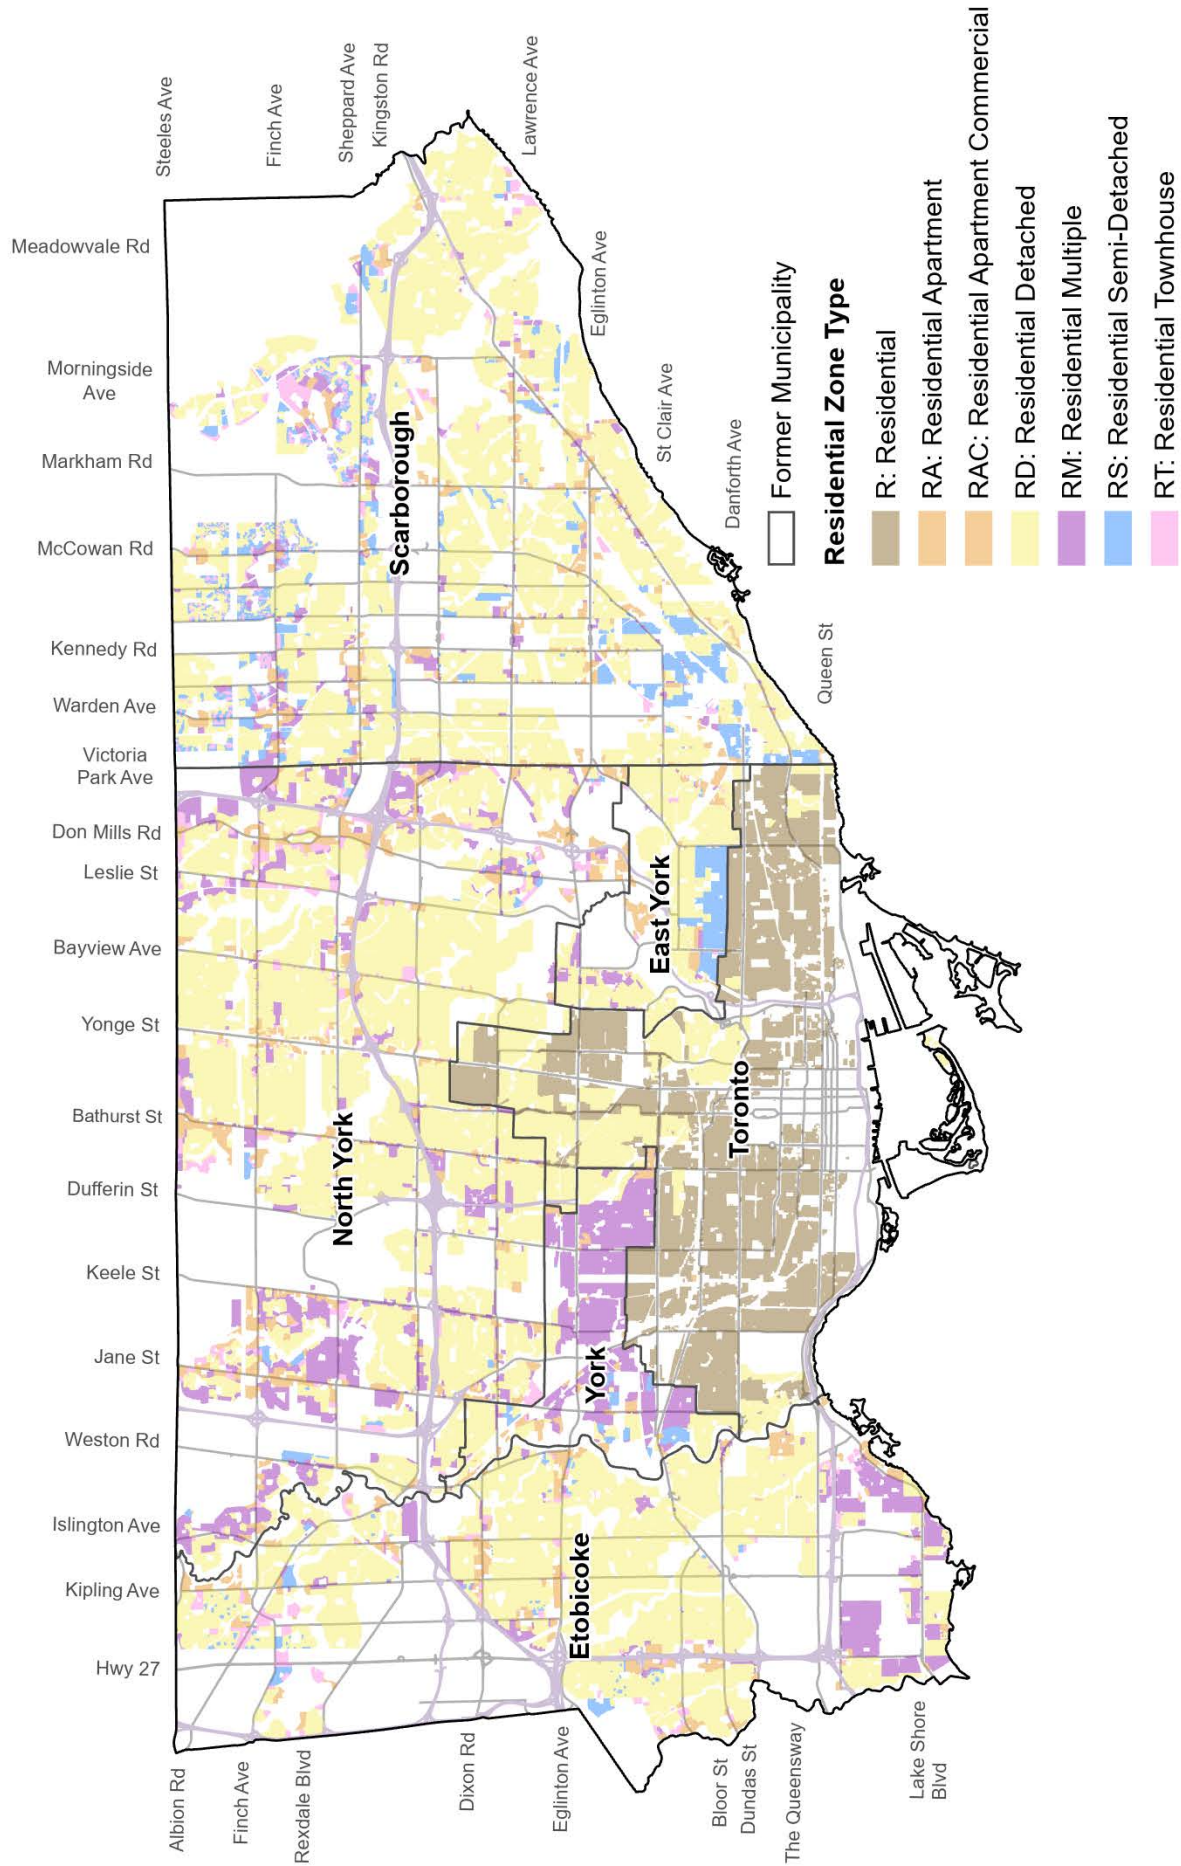 Steeles Ave
Finch Ave
Sheppard Ave
Kingston Rd
Lawrence Ave
Eglinton Ave
St Clair Ave
Danforth Ave
Queen St
Meadowvale Rd
Morningside
Ave
Markham Rd
McCowan Rd
Kennedy Rd
Warden Ave
Victoria
Park Ave
Don Mills Rd
Leslie St
Bayview Ave
Yonge St
Bathurst St
Dufferin St
Keele St
Jane St
Weston Rd
Islington Ave
Kipling Ave
Hwy 27
Albion Rd
Finch Ave
Rexdale Blvd
Dixon Rd
Eglinton Ave
Bloor St
Dundas St
The Queensway
Lake Shore
Blvd
Scarborough
North York
East York
Toronto
York
Etobicoke
Former Municipality
Residential Zone Type
R: Residential
RA: Residential Apartment
RAC: Residential Apartment Commercial
RD: Residential Detached
RM: Residential Multiple
RS: Residential Semi-Detached
RT: Residential Townhouse